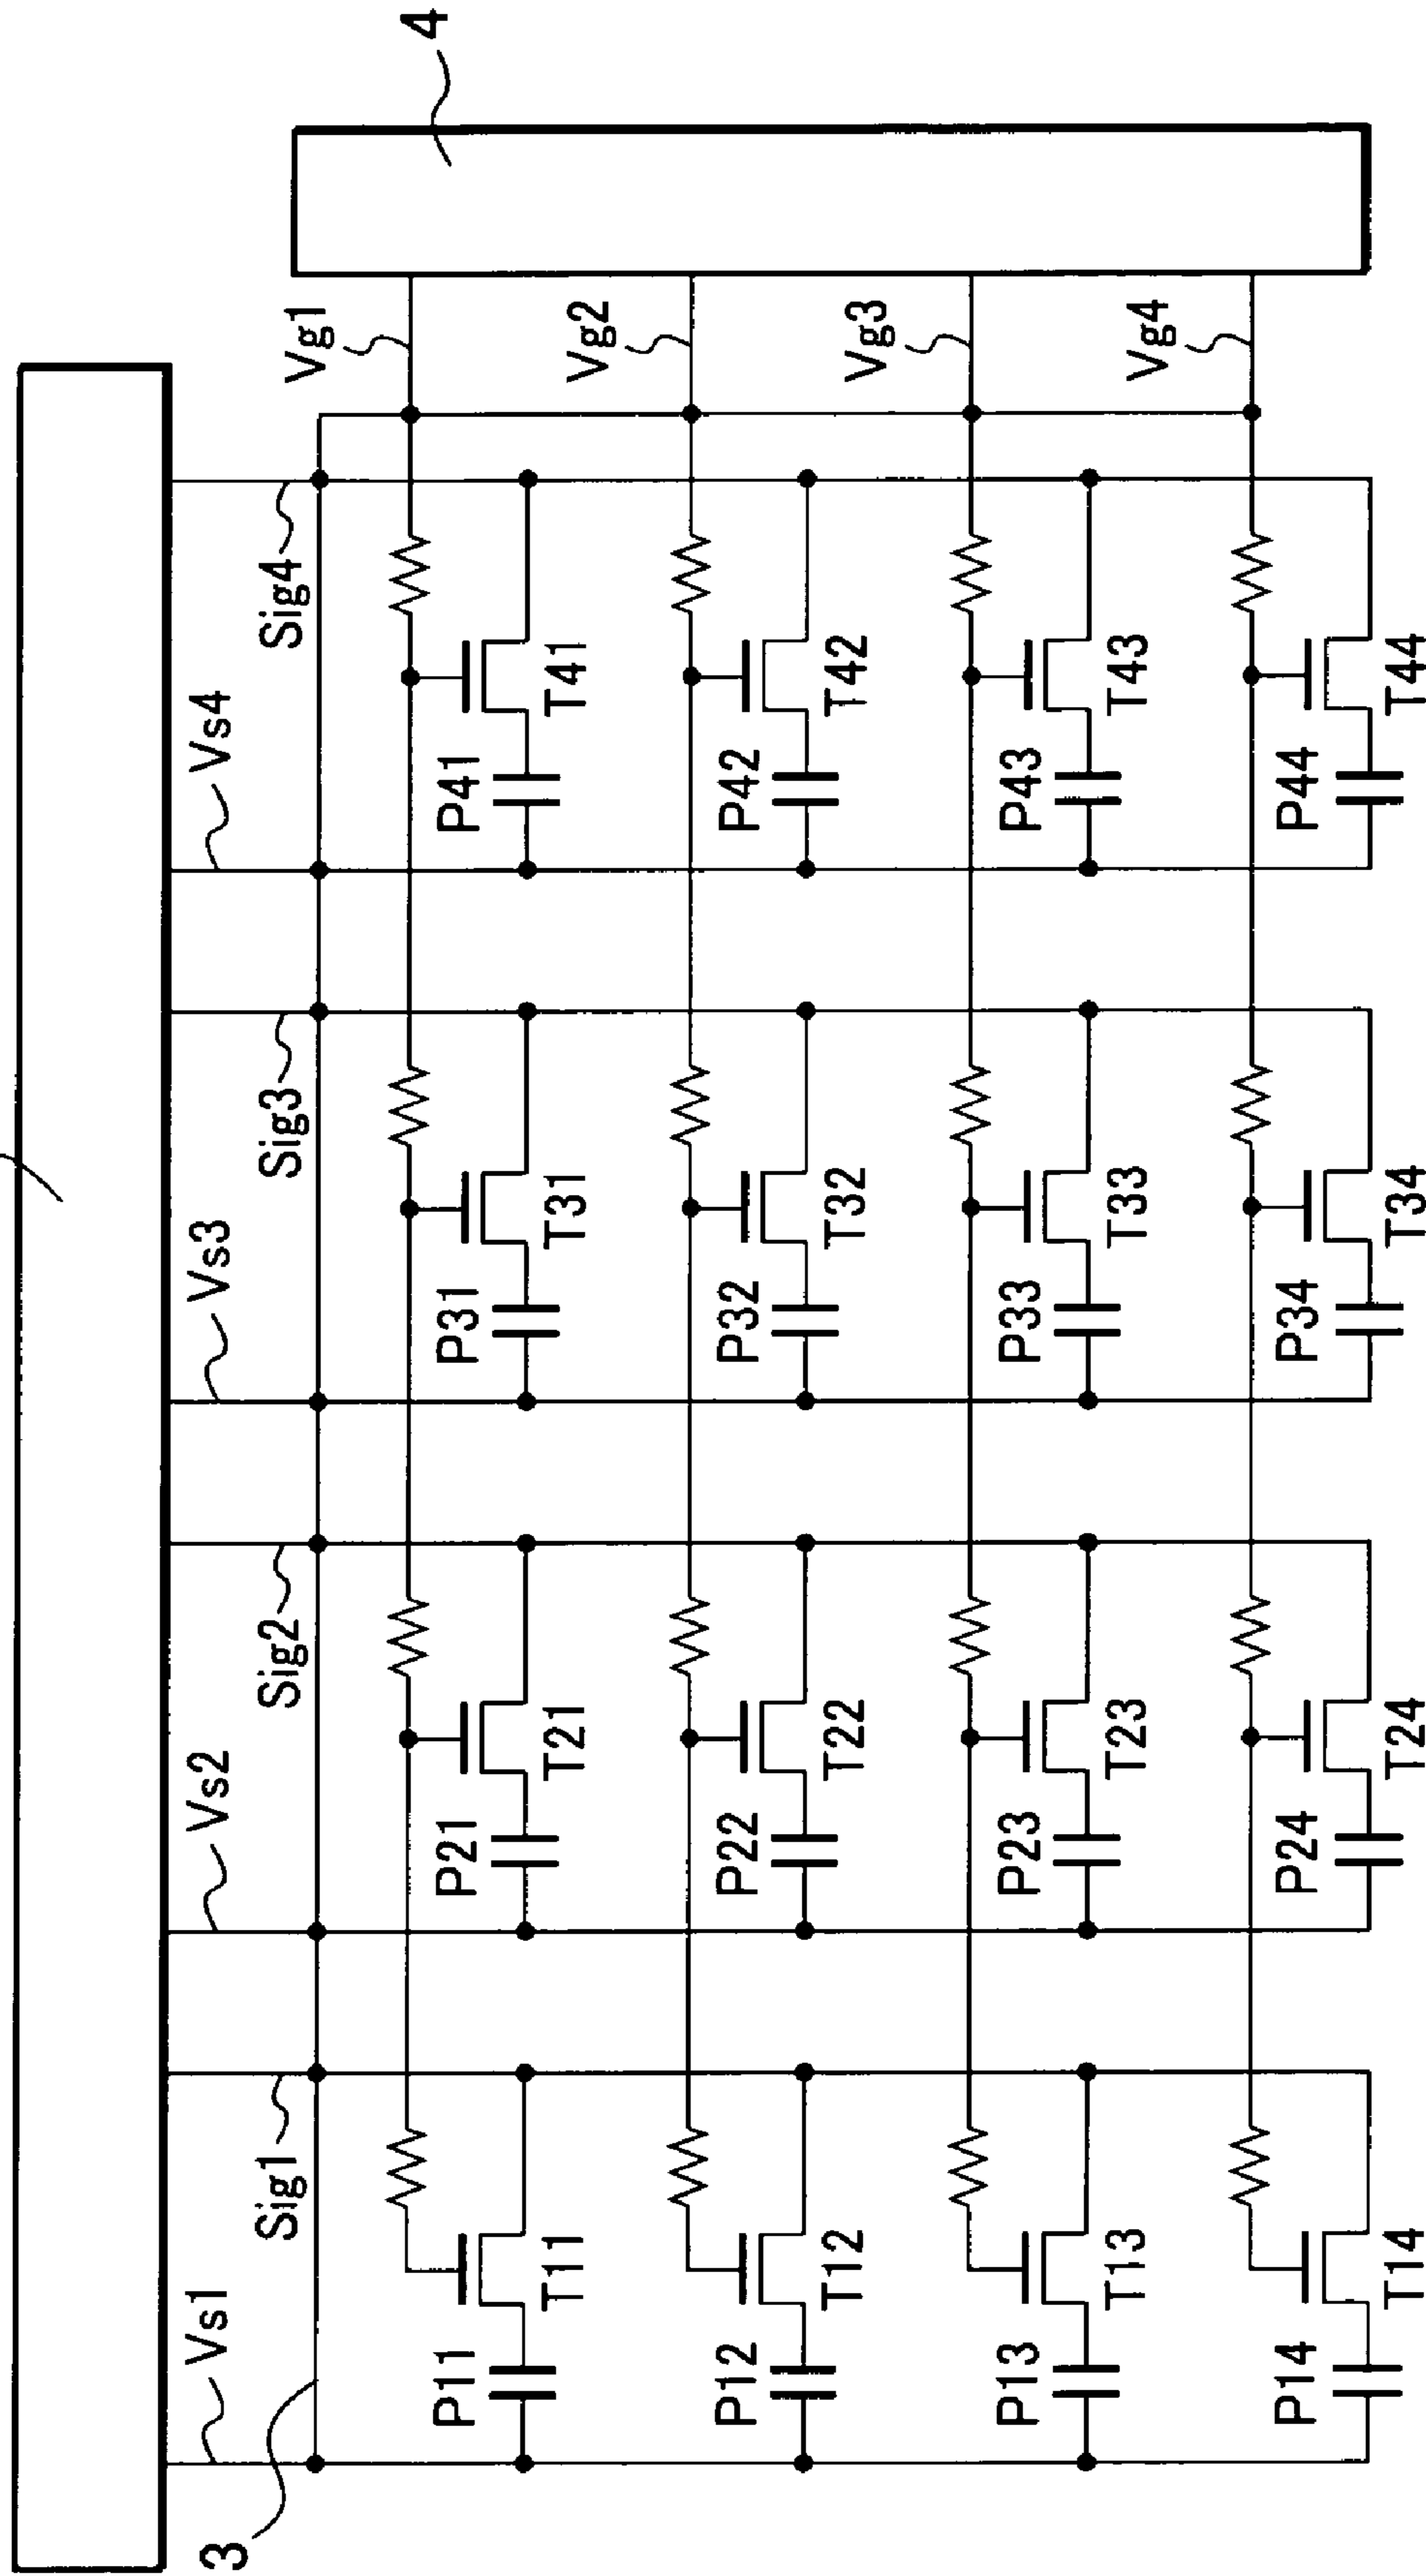 3
Vs1
Vs2
Vs3
Vs4
Sig1
Sig2
Sig3
Sig4
Vg1
4
P11
P21
P31
P41
T11
T21
T31
T41
Vg2
P12
P22
P32
P42
T12
T22
T32
T42
Vg3
P13
P23
P33
P43
T13
T23
T33
T43
Vg4
P14
P24
P34
P44
T14
T24
T34
T44